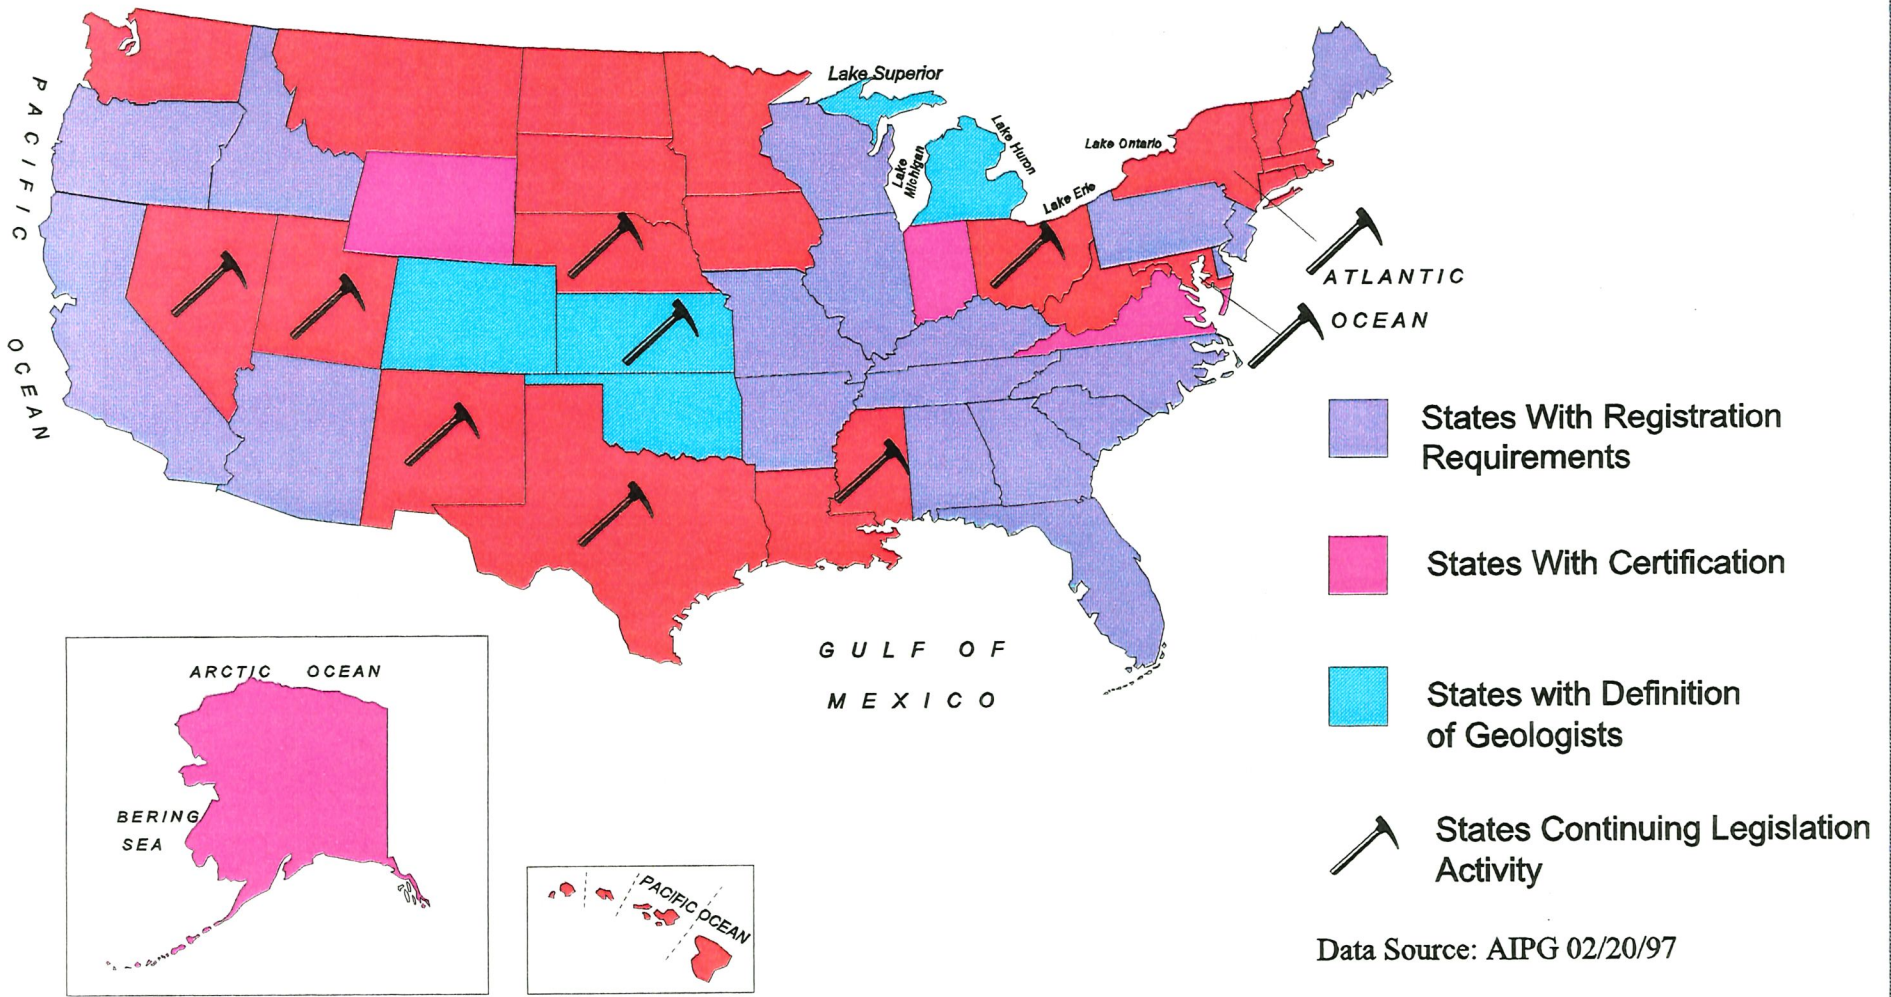 PACIFIC
OCEAN
Lake Superior
Lake
Michigan
Lake Huron
Lake Erie
Lake Ontario
ATLANTIC
OCEAN
GULF OF
MEXICO
ARCTIC OCEAN
BERING
SEA
PACIFIC OCEAN
States With Registration
Requirements
States With Certification
States with Definition
of Geologists
States Continuing Legislation
Activity
Data Source: AIPG 02/20/97